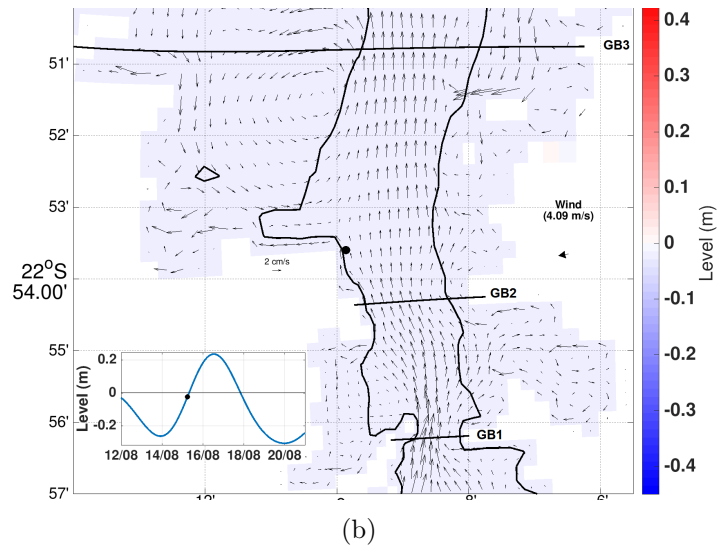 GB3
51'
52'
53'
22°S
54.00'
55'
56'
57'
Wind
(4.09 m/s)
2 cm/s
GB2
GB1
Level (m)
0.2
0
-0.2
12/08 14/08 16/08 18/08 20/08
8'
6'
0.4
0.3
0.2
0.1
0
-0.1
-0.2
-0.3
-0.4
Level (m)
(b)